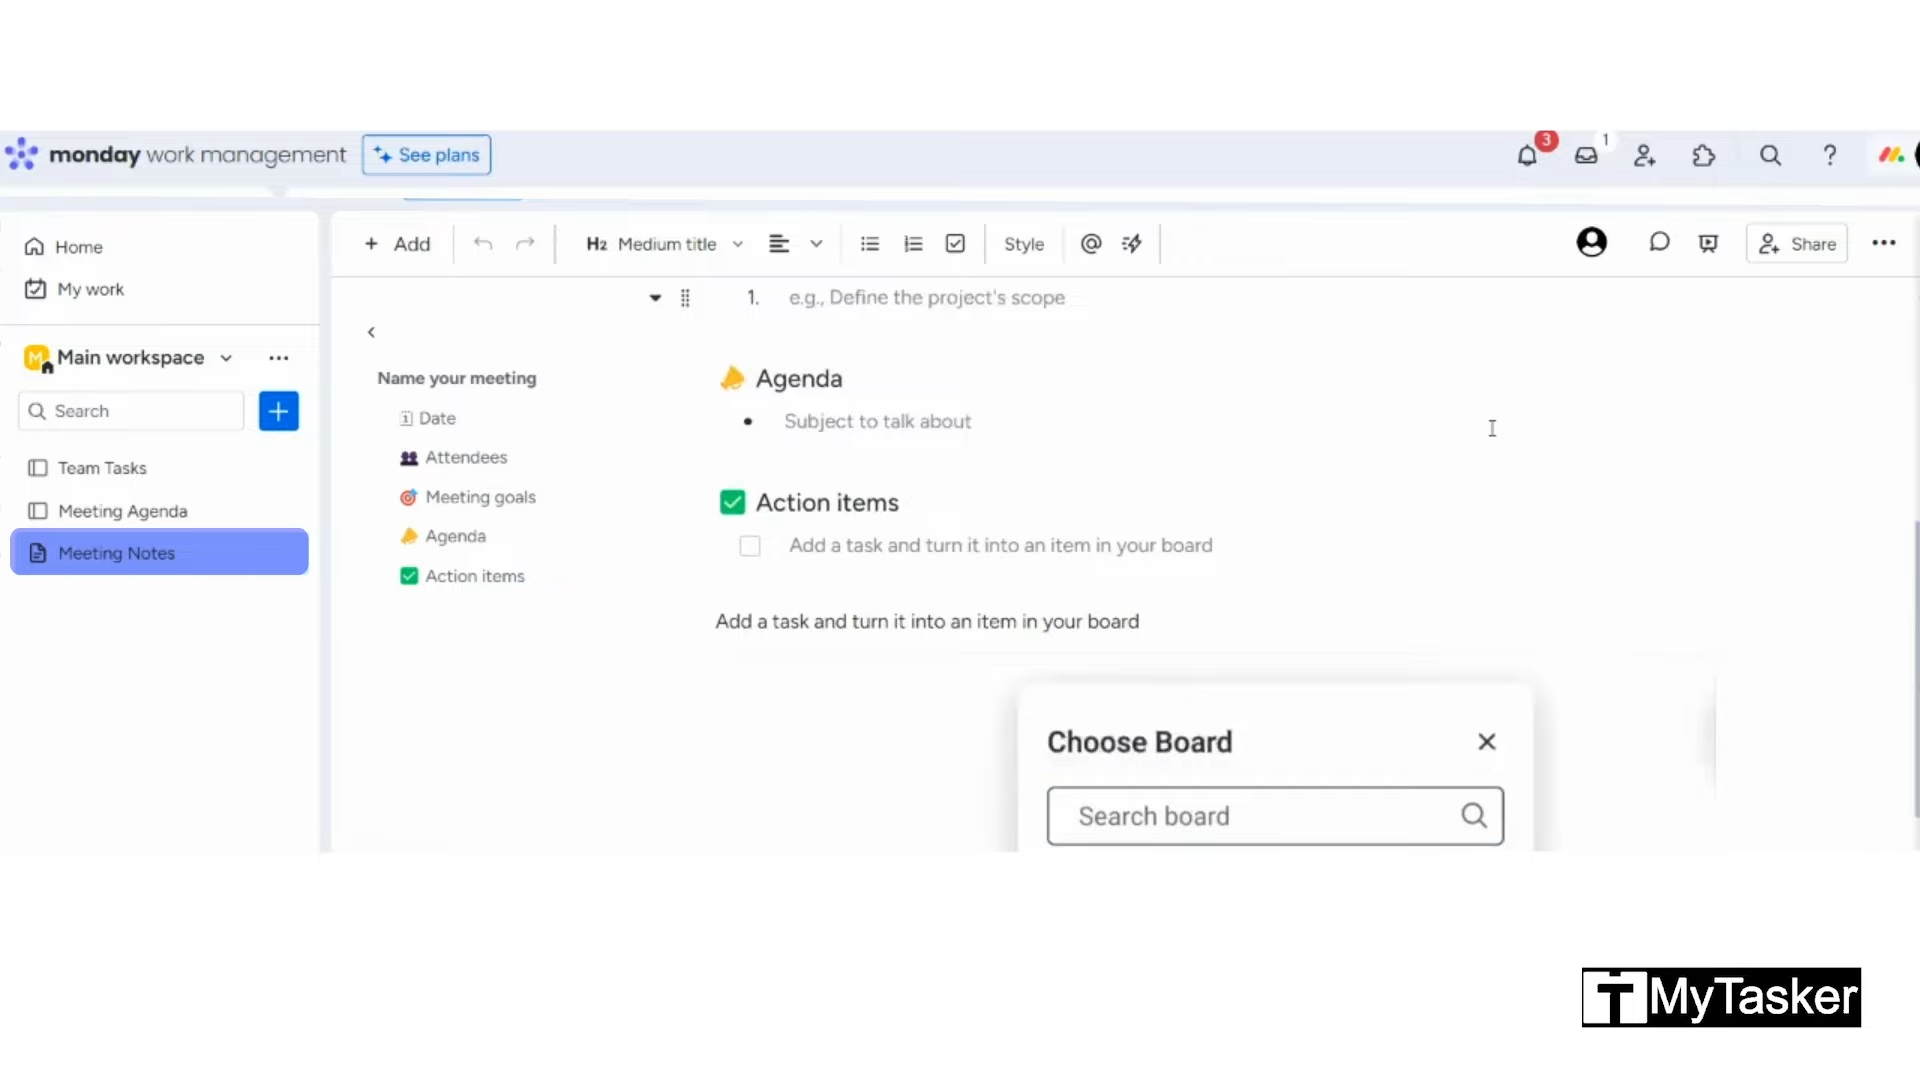 monday work management
See plans
3
1
Home
My work
Main workspace
M
Search
Team Tasks
Meeting Agenda
Meeting Notes
+ Add
H2 Medium title
Style
Share
Name your meeting
Date
Attendees
Meeting goals
Agenda
Action items
1. e.g., Define the project's scope
Agenda
• Subject to talk about
Action items
Add a task and turn it into an item in your board
Add a task and turn it into an item in your board
Choose Board
Search board
MyTasker